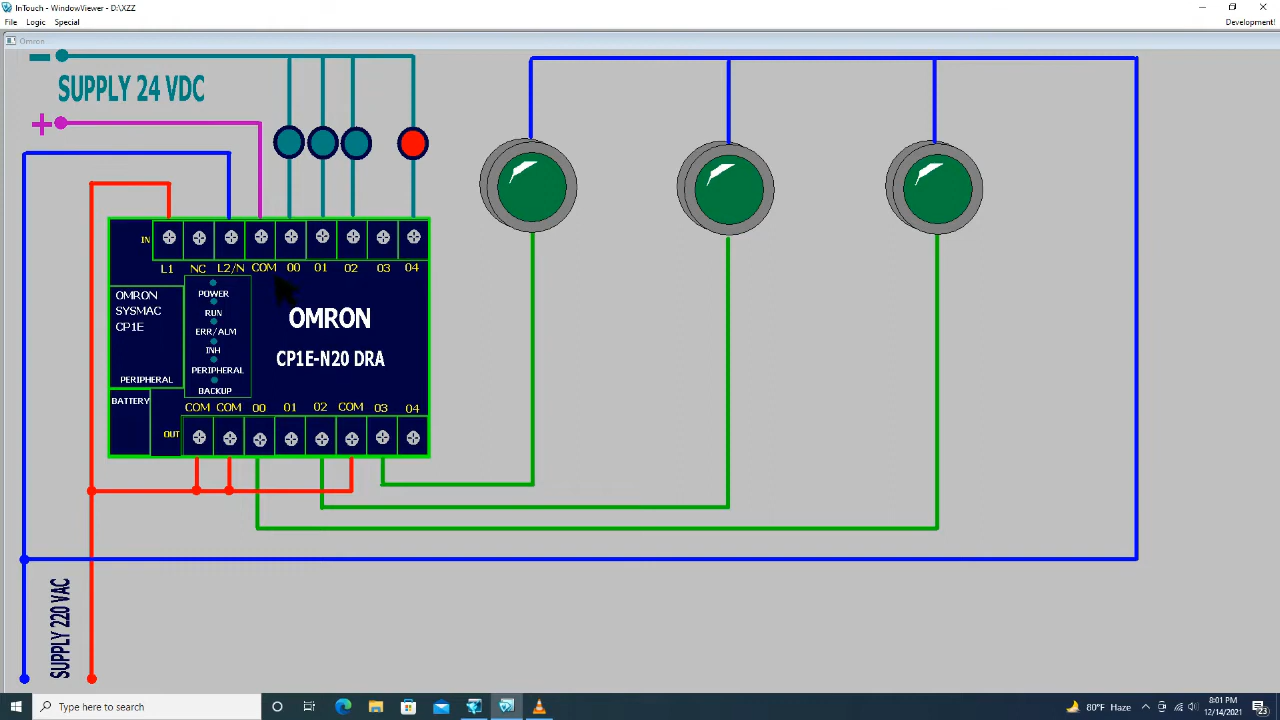 InTouch - WindowViewer - D:\XZZ
File Logic Special Development!
Omron
SUPPLY 24 VDC
IN
L1 NC L2/N COM 00 01 02 03 04
OMRON
SYSMAC
CP1E
PERIPHERAL
BATTERY
POWER
RUN
ERR/ALM
INH
PERIPHERAL
BACKUP
OMRON
CP1E-N20 DRA
COM COM 00 01 02 COM 03 04
OUT
SUPPLY 220 VAC
Type here to search
80°F Haze
8:01 PM
12/14/2021
23